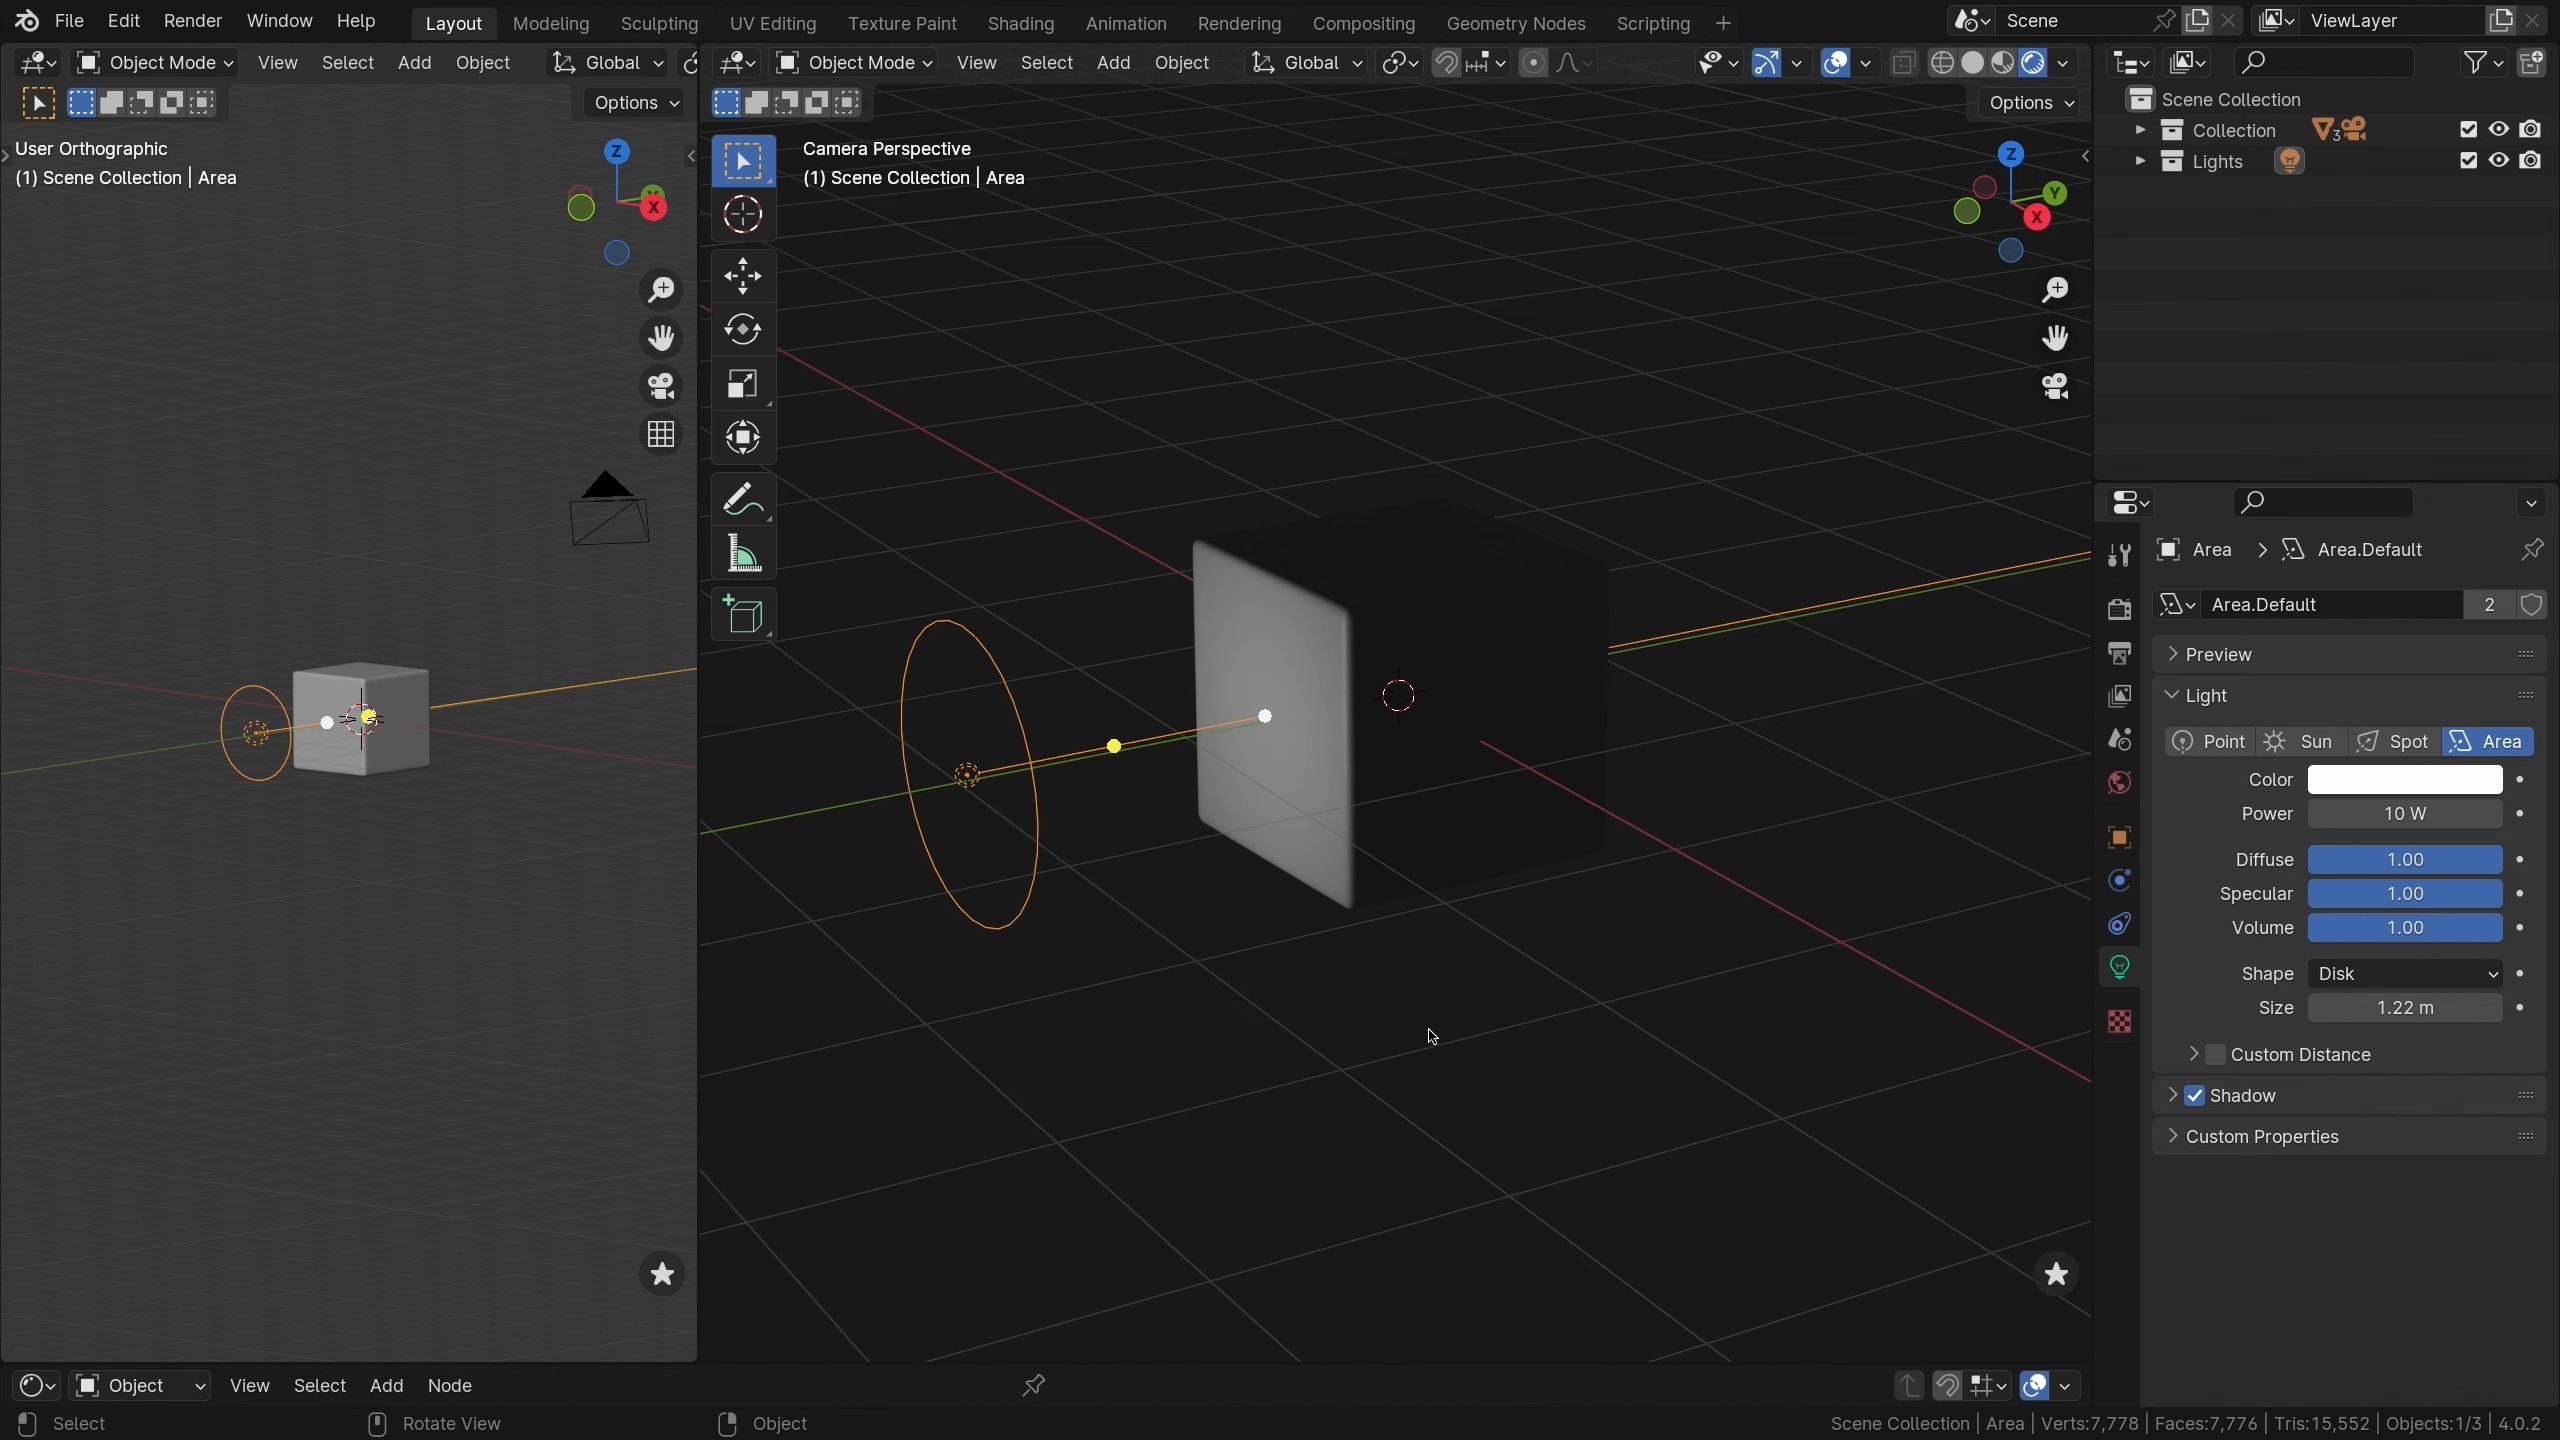 File Edit Render Window Help Layout Modeling Sculpting UV Editing Texture Paint Shading Animation Rendering Compositing Geometry Nodes Scripting + Scene ViewLayer
Object Mode View Select Add Object Global
Object Mode View Select Add Object Global
Options
Options
User Orthographic
(1) Scene Collection | Area
Z
Y
X
Camera Perspective
(1) Scene Collection | Area
Z
Y
X
Scene Collection
Collection 3
Lights
Area > Area.Default
Area.Default 2
Preview
Light
Point Sun Spot Area
Color
Power 10 W
Diffuse 1.00
Specular 1.00
Volume 1.00
Shape Disk
Size 1.22 m
Custom Distance
Shadow
Custom Properties
Object View Select Add Node
Select Rotate View Object Scene Collection | Area | Verts:7,778 | Faces:7,776 | Tris:15,552 | Objects:1/3 | 4.0.2